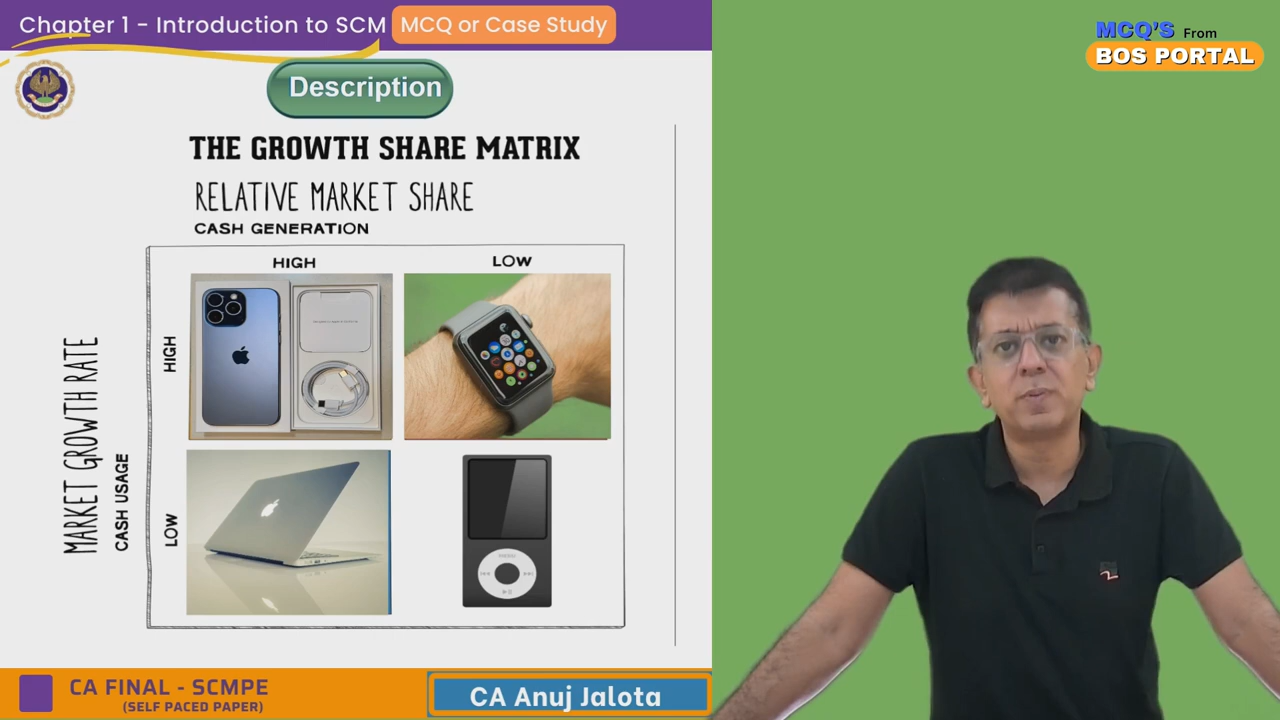 Chapter 1 - Introduction to SCM MCQ or Case Study
MCQ'S From
BOS PORTAL
Description
THE GROWTH SHARE MATRIX
RELATIVE MARKET SHARE
CASH GENERATION
HIGH LOW
HIGH
LOW
MARKET GROWTH RATE
CASH USAGE
MENU
CA FINAL - SCMPE
(SELF PACED PAPER)
CA Anuj Jalota